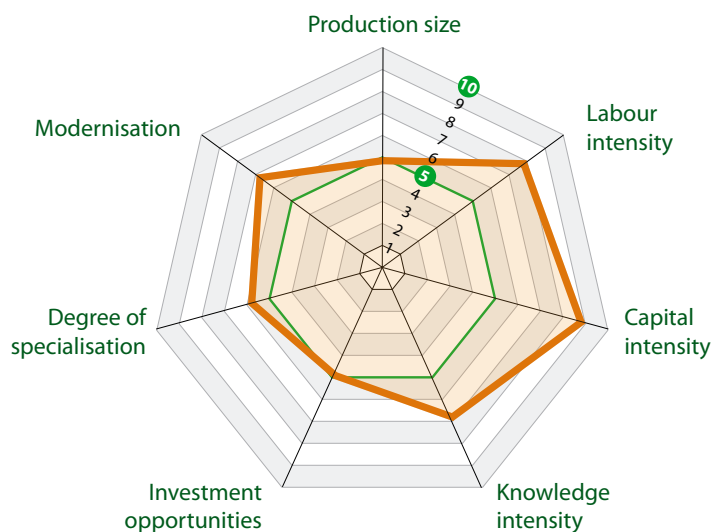 Production size
10
9
8
7
6
5
4
3
2
1
Labour
intensity
Modernisation
Capital
intensity
Degree of
specialisation
Knowledge
intensity
Investment
opportunities